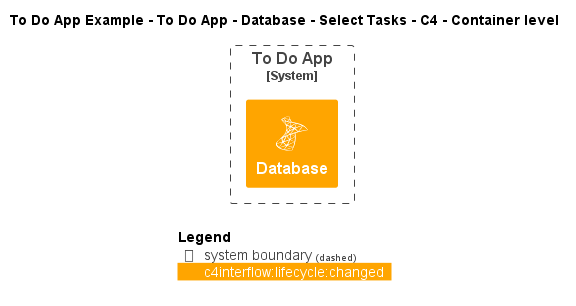 To Do App Example - To Do App - Database - Select Tasks - C4 - Container level
To Do App
[System]
Database
Legend
system boundary (dashed)
c4interflow:lifecycle:changed